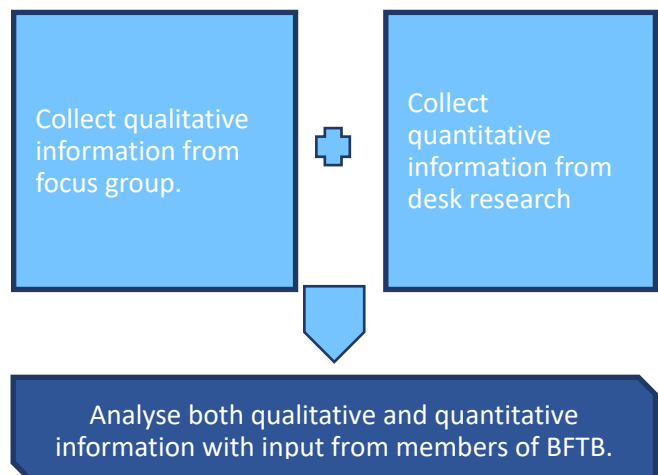 Collect qualitative
information from
focus group.
Collect
quantitative
information from
desk research
Analyse both qualitative and quantitative
information with input from members of BFTB.